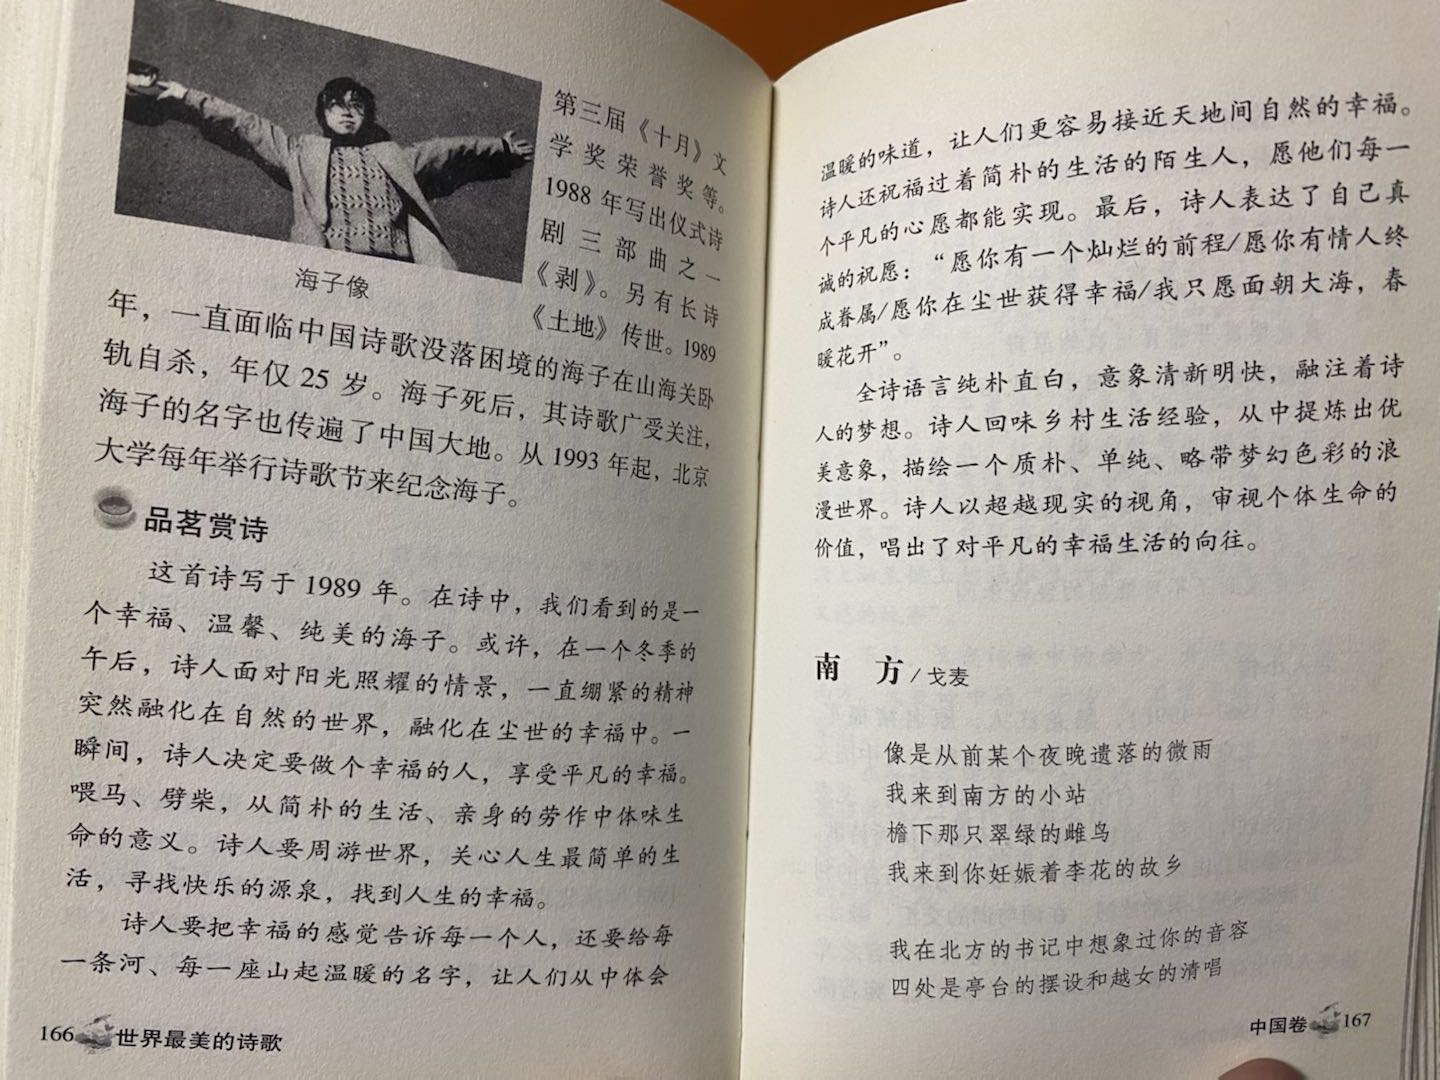 第三届《十月》文
学奖荣誉奖等。
1988 年写出仪式诗
剧三部曲之一
《剥》。另有长诗
《土地》传世。1989
海子像
年，一直面临中国诗歌没落困境的海子在山海关卧
轨自杀，年仅 25 岁。海子死后，其诗歌广受关注，
海子的名字也传遍了中国大地。从 1993 年起，北京
大学每年举行诗歌节来纪念海子。
品茗赏诗
这首诗写于 1989 年。在诗中，我们看到的是一
个幸福、温馨、纯美的海子。或许，在一个冬季的
午后，诗人面对阳光照耀的情景，一直绷紧的精神
突然融化在自然的世界，融化在尘世的幸福中。一
瞬间，诗人决定要做个幸福的人，享受平凡的幸福。
喂马、劈柴，从简朴的生活、亲身的劳作中体味生
命的意义。诗人要周游世界，关心人生最简单的生
活，寻找快乐的源泉，找到人生的幸福。
诗人要把幸福的感觉告诉每一个人，还要给每
一条河、每一座山起温暖的名字，让人们从中体会
166 世界最美的诗歌
温暖的味道，让人们更容易接近天地间自然的幸福。
诗人还祝福过着简朴的生活的陌生人，愿他们每一
个平凡的心愿都能实现。最后，诗人表达了自己真
诚的祝愿：“愿你有一个灿烂的前程/愿你有情人终
成眷属/愿你在尘世获得幸福/我只愿面朝大海，春
暖花开”。
全诗语言纯朴直白，意象清新明快，融注着诗
人的梦想。诗人回味乡村生活经验，从中提炼出优
美意象，描绘一个质朴、单纯、略带梦幻色彩的浪
漫世界。诗人以超越现实的视角，审视个体生命的
价值，唱出了对平凡的幸福生活的向往。
南 方 / 戈麦
像是从前某个夜晚遗落的微雨
我来到南方的小站
檐下那只翠绿的雌鸟
我来到你妊娠着李花的故乡
我在北方的书记中想象过你的音容
四处是亭台的摆设和越女的清唱
中国卷 167